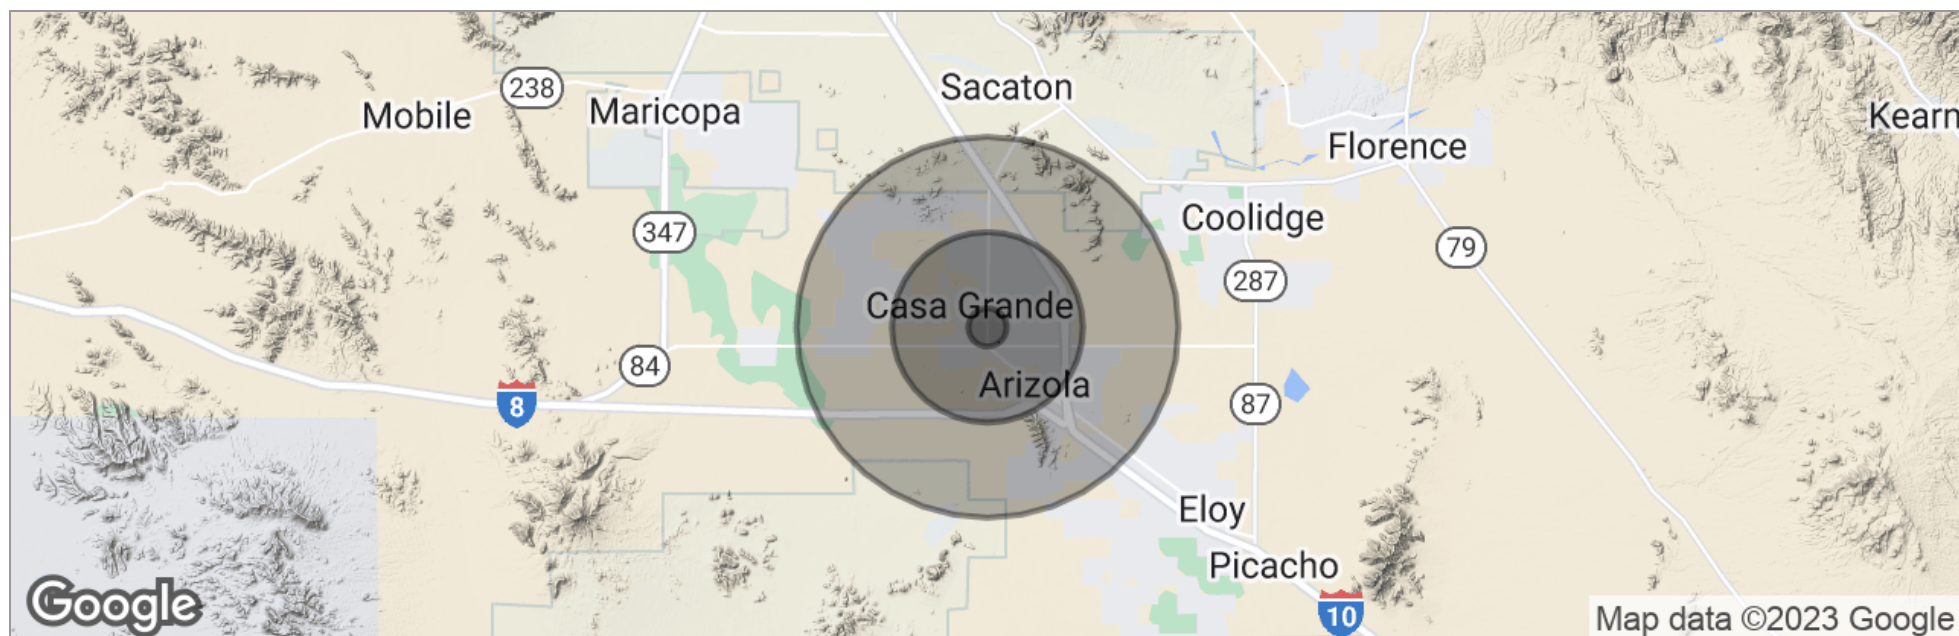 Sacaton
238
Mobile
Maricopa
Kearn
Florence
Coolidge
347
79
287
Casa Grande
84
Arizola
8
87
Eloy
Picacho
Google
10
Map data ©2023 Google